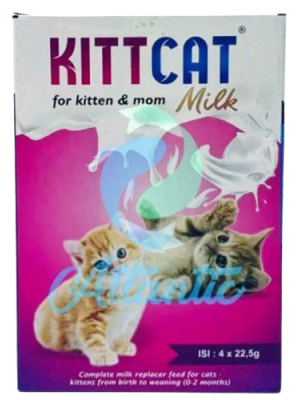 KITTCAT®
for kitten & mom Milk
Atlantic
ISI : 4 x 22,5g
Complete milk replacer feed for cats -
kittens from birth to weaning (0-2 months)